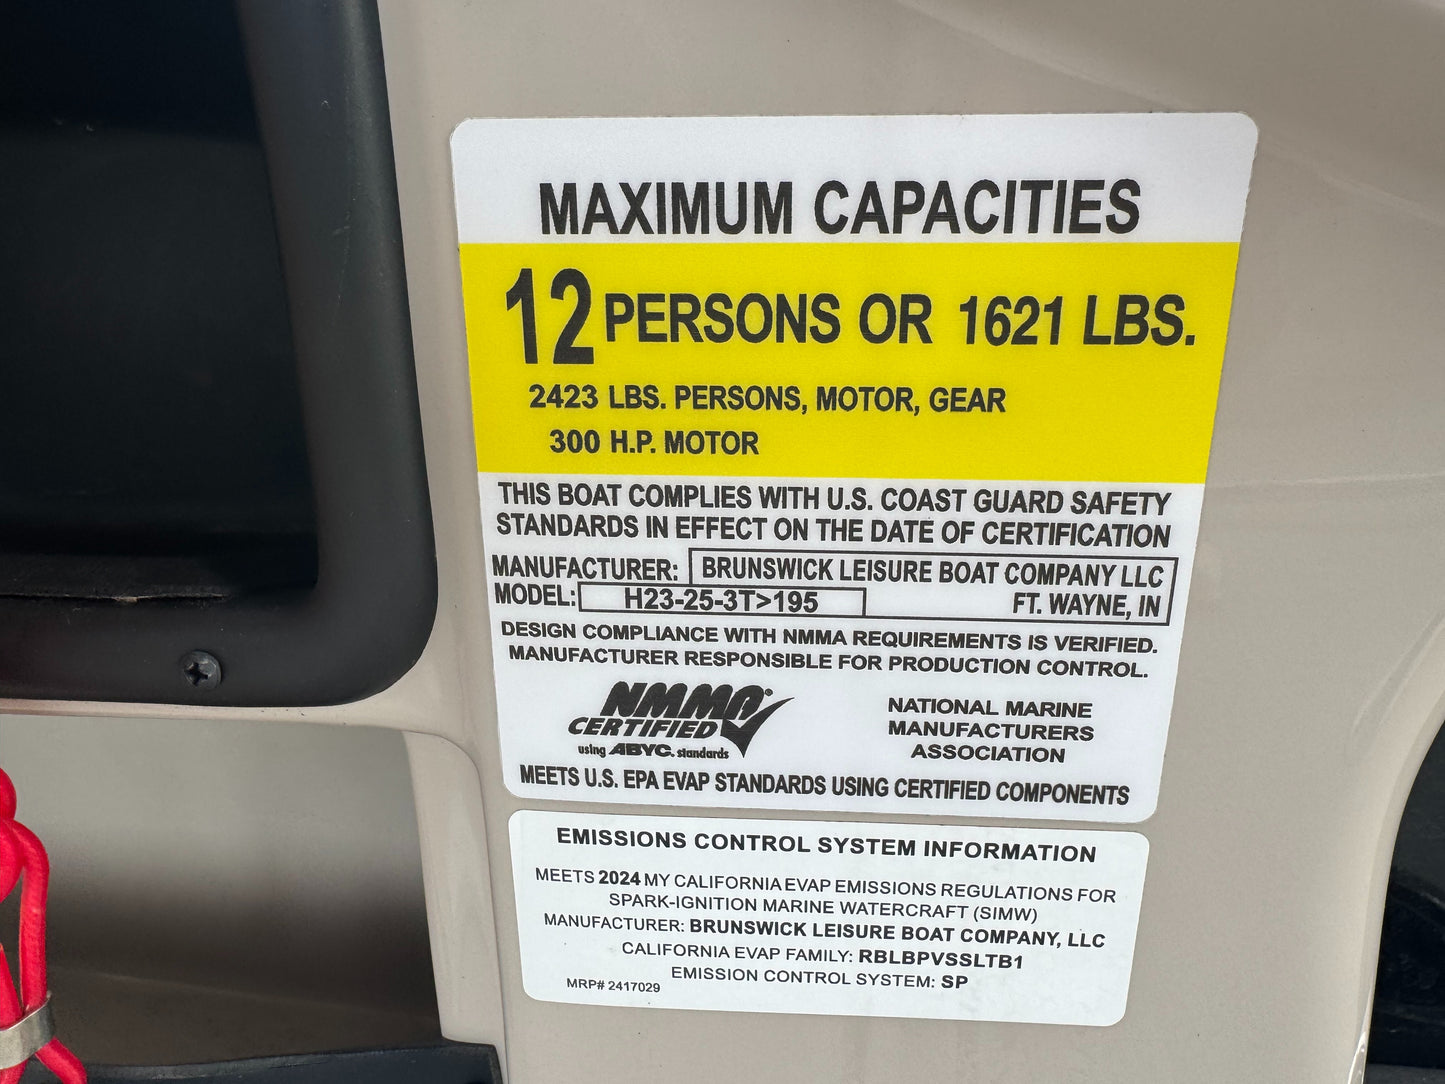 MAXIMUM CAPACITIES
12 PERSONS OR 1621 LBS.
2423 LBS. PERSONS, MOTOR, GEAR
300 H.P. MOTOR
THIS BOAT COMPLIES WITH U.S. COAST GUARD SAFETY
STANDARDS IN EFFECT ON THE DATE OF CERTIFICATION
MANUFACTURER: BRUNSWICK LEISURE BOAT COMPANY LLC
MODEL: H23-25-3T>195 FT. WAYNE, IN
DESIGN COMPLIANCE WITH NMMA REQUIREMENTS IS VERIFIED.
MANUFACTURER RESPONSIBLE FOR PRODUCTION CONTROL.
NMMA®
CERTIFIED
using ABYC. standards
NATIONAL MARINE
MANUFACTURERS
ASSOCIATION
MEETS U.S. EPA EVAP STANDARDS USING CERTIFIED COMPONENTS
EMISSIONS CONTROL SYSTEM INFORMATION
MEETS 2024 MY CALIFORNIA EVAP EMISSIONS REGULATIONS FOR
SPARK-IGNITION MARINE WATERCRAFT (SIMW)
MANUFACTURER: BRUNSWICK LEISURE BOAT COMPANY, LLC
CALIFORNIA EVAP FAMILY: RBLBPVSSLTB1
EMISSION CONTROL SYSTEM: SP
MRP# 2417029